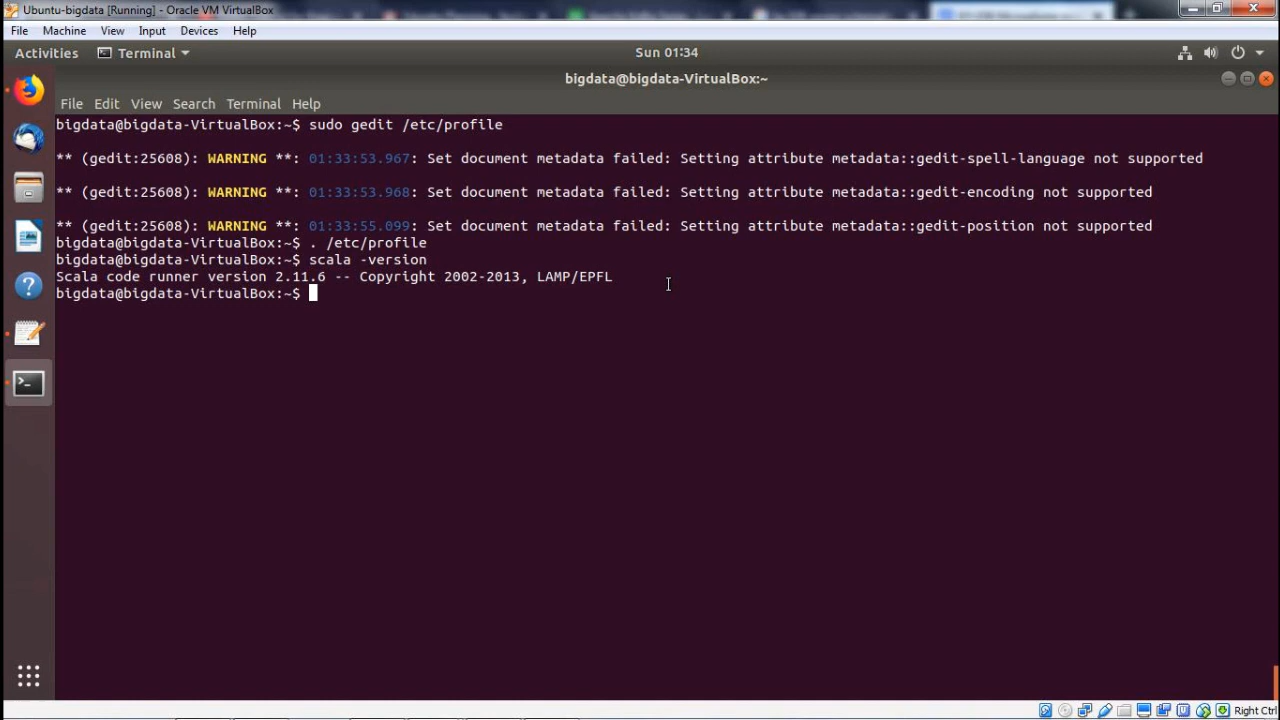 Ubuntu-bigdata [Running] - Oracle VM VirtualBox
File Machine View Input Devices Help
Activities Terminal Sun 01:34
bigdata@bigdata-VirtualBox:~
File Edit View Search Terminal Help
bigdata@bigdata-VirtualBox:~$ sudo gedit /etc/profile
** (gedit:25608): WARNING **: 01:33:53.967: Set document metadata failed: Setting attribute metadata::gedit-spell-language not supported
** (gedit:25608): WARNING **: 01:33:53.968: Set document metadata failed: Setting attribute metadata::gedit-encoding not supported
** (gedit:25608): WARNING **: 01:33:55.099: Set document metadata failed: Setting attribute metadata::gedit-position not supported
bigdata@bigdata-VirtualBox:~$ . /etc/profile
bigdata@bigdata-VirtualBox:~$ scala -version
Scala code runner version 2.11.6 -- Copyright 2002-2013, LAMP/EPFL
bigdata@bigdata-VirtualBox:~$
Right Ctrl